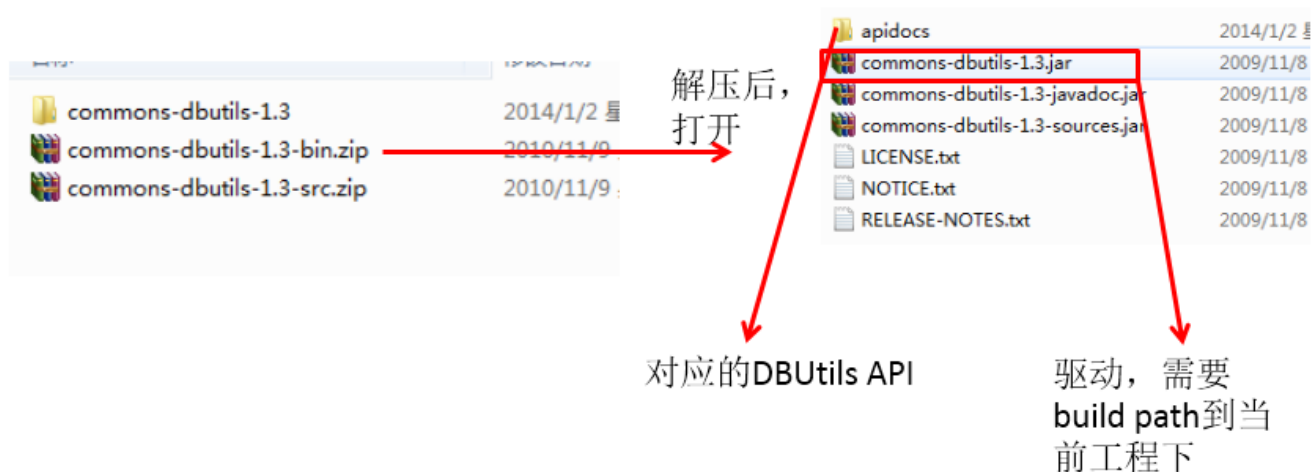 commons-dbutils-1.3
2014/1/2 星
commons-dbutils-1.3-bin.zip
2010/11/9
commons-dbutils-1.3-src.zip
2010/11/9
解压后，
打开
apidocs
2014/1/2 星
commons-dbutils-1.3.jar
2009/11/8
commons-dbutils-1.3-javadoc.jar
2009/11/8
commons-dbutils-1.3-sources.jar
2009/11/8
LICENSE.txt
2009/11/8
NOTICE.txt
2009/11/8
RELEASE-NOTES.txt
2009/11/8
对应的DBUtils API
驱动，需要
build path到当
前工程下